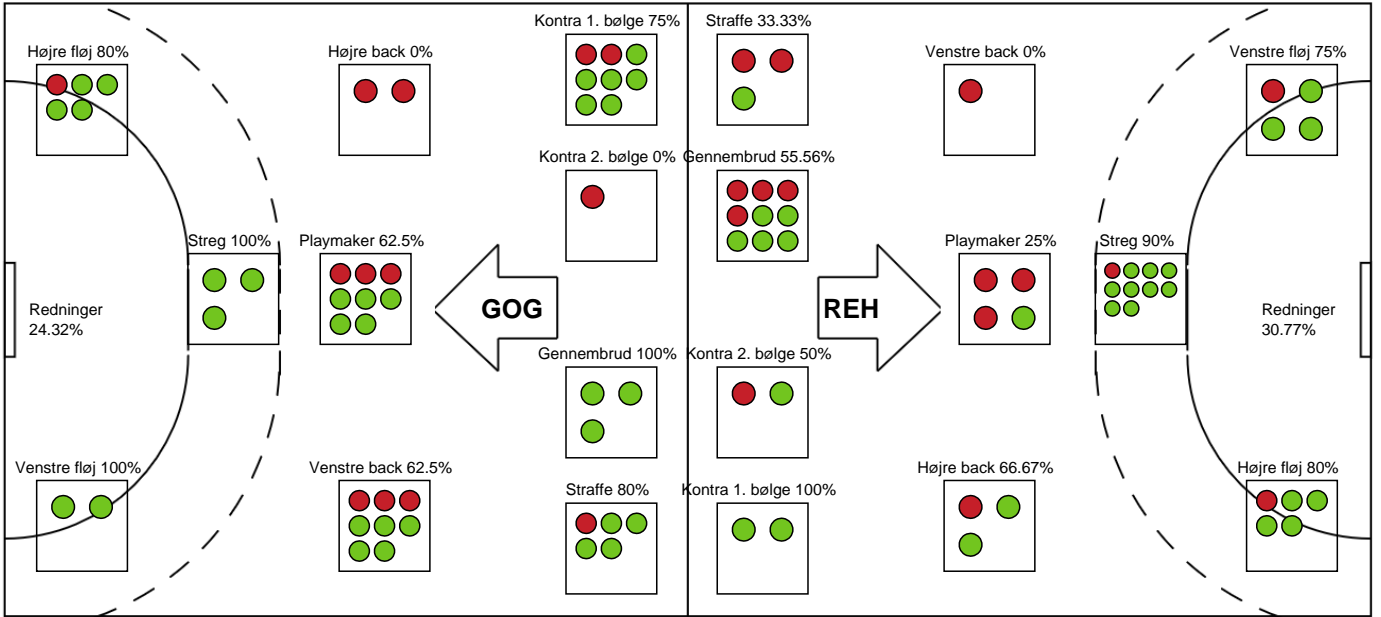 Kontra 1. bølge 75%
Straffe 33.33%
Højre fløj 80%
Højre back 0%
Venstre back 0%
Venstre fløj 75%
Kontra 2. bølge 0%
Gennembrud 55.56%
Streg 100%
Playmaker 62.5%
Playmaker 25%
Streg 90%
Redninger
24.32%
GOG
REH
Redninger
30.77%
Gennembrud 100%
Kontra 2. bølge 50%
Venstre fløj 100%
Venstre back 62.5%
Højre back 66.67%
Højre fløj 80%
Straffe 80%
Kontra 1. bølge 100%